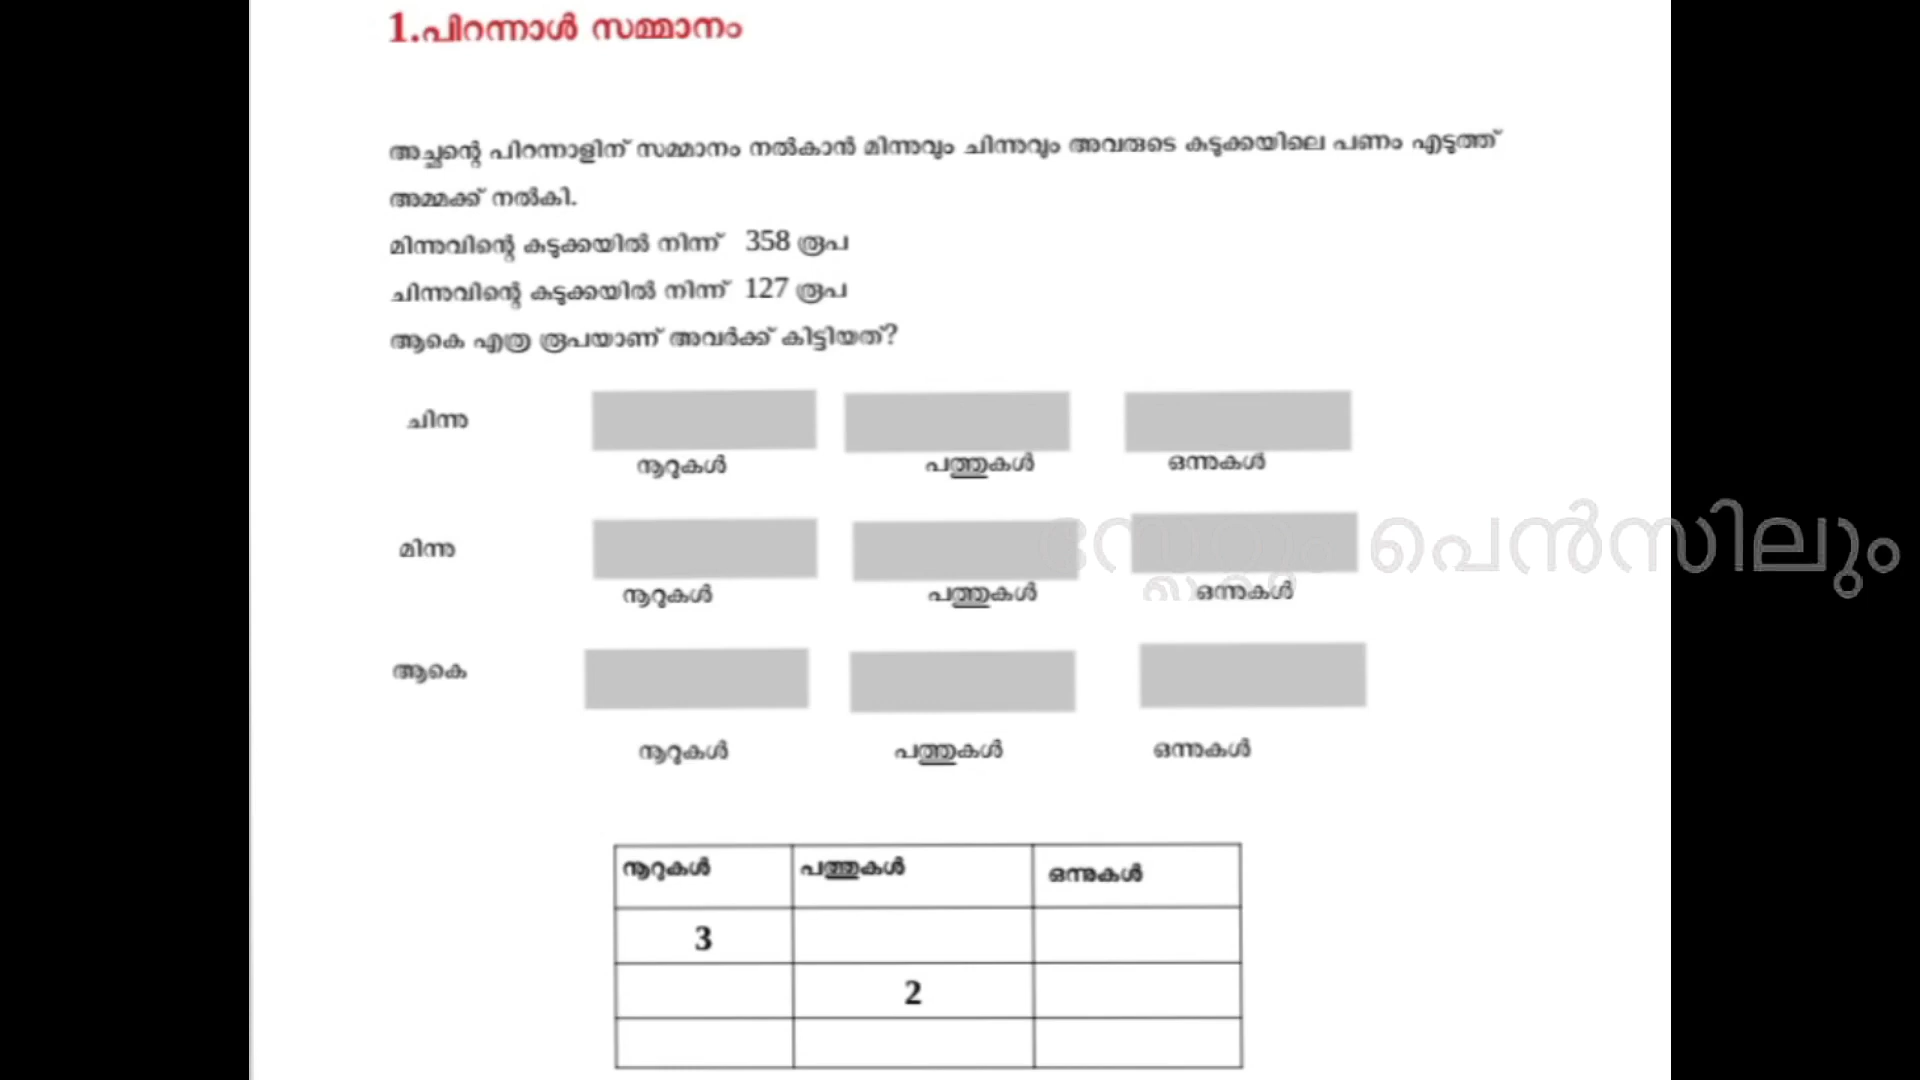 1.പിറന്നാൾ സമ്മാനം
അച്ഛന്റെ പിറന്നാളിന് സമ്മാനം നൽകാൻ മിന്നുവും ചിന്നുവും അവരുടെ കുടുക്കയിലെ പണം എടുത്ത്
അമ്മക്ക് നൽകി.
മിന്നുവിന്റെ കുടുക്കയിൽ നിന്ന് 358 രൂപ
ചിന്നുവിന്റെ കുടുക്കയിൽ നിന്ന് 127 രൂപ
ആകെ എത്ര രൂപയാണ് അവർക്ക് കിട്ടിയത്?
ചിന്നു
നൂറുകൾ പത്തുകൾ ഒന്നുകൾ
പെൻസിലും
മിന്നു
നൂറുകൾ പത്തുകൾ ഒന്നുകൾ
ആകെ
നൂറുകൾ പത്തുകൾ ഒന്നുകൾ
നൂറുകൾ പത്തുകൾ ഒന്നുകൾ
3
2